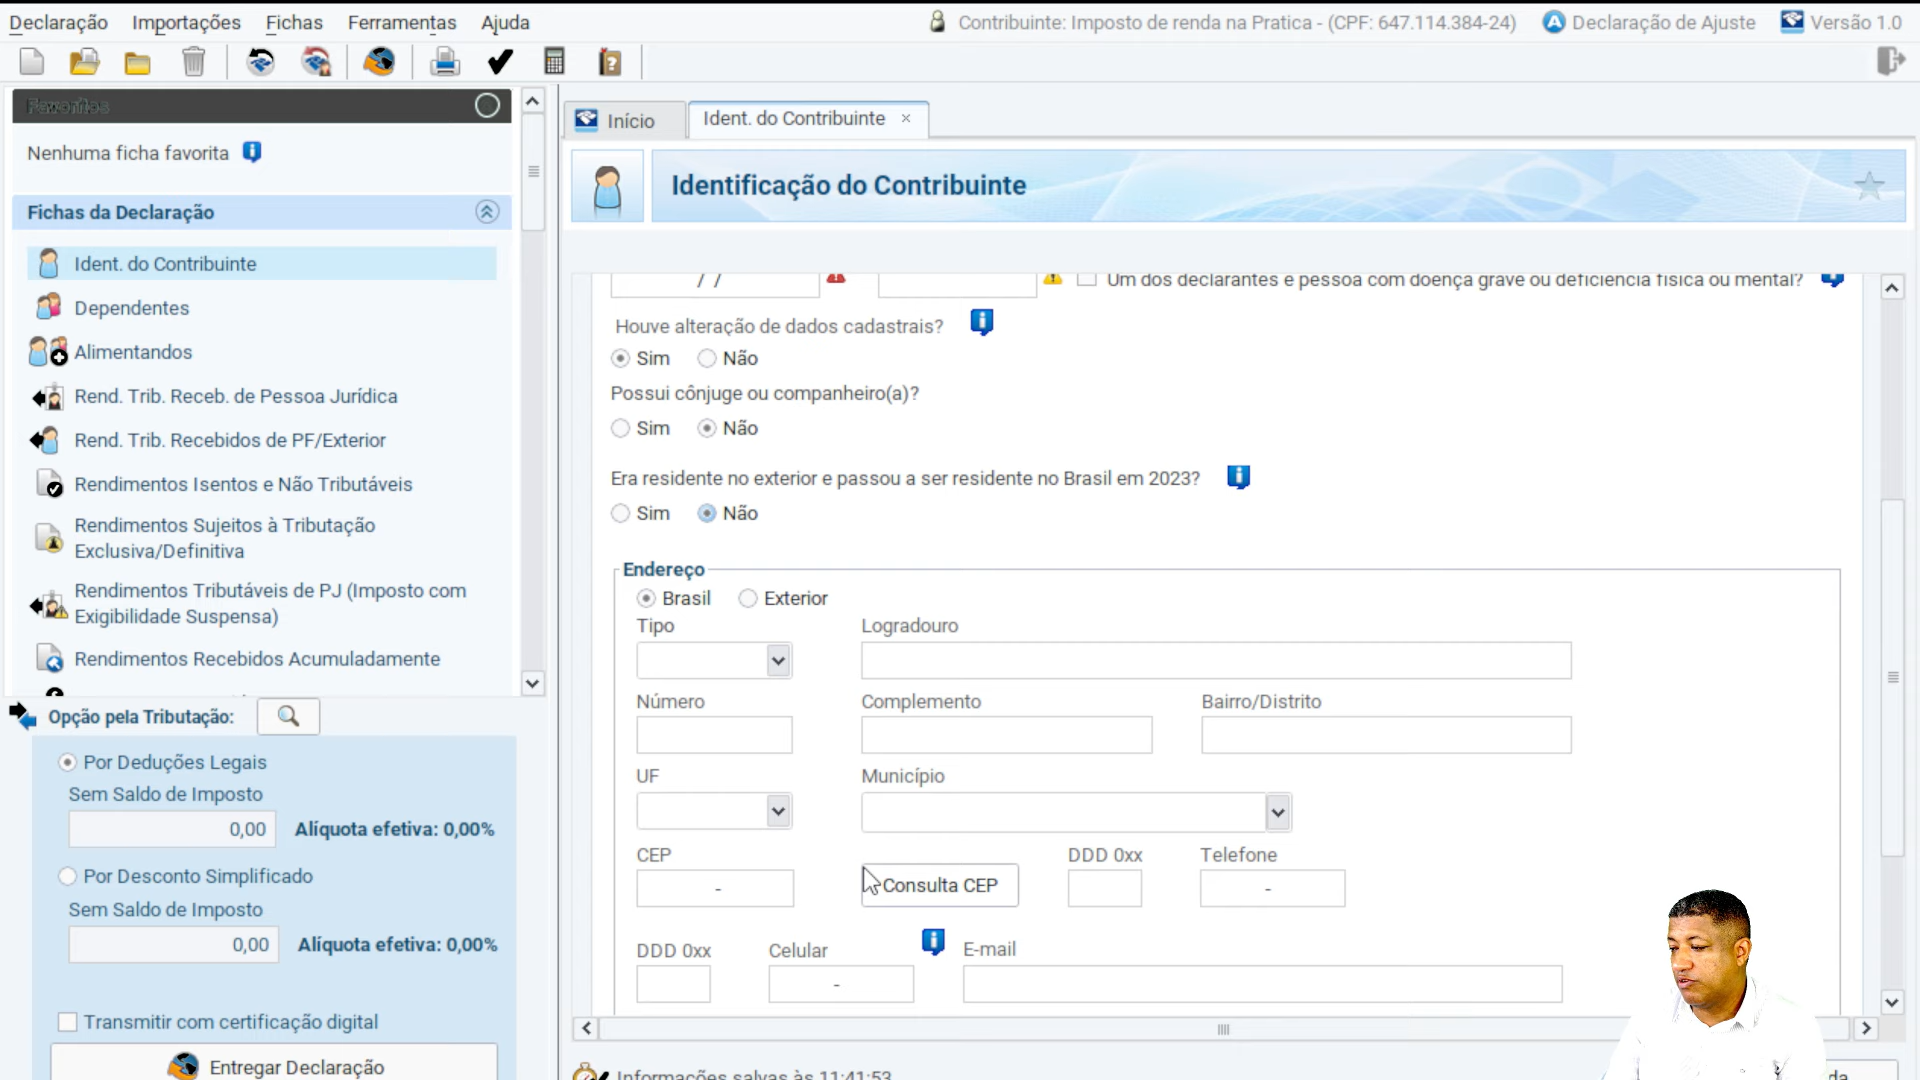 Declaração Importações Fichas Ferramentas Ajuda
Contribuinte: Imposto de renda na Pratica - (CPF: 647.114.384-24) Declaração de Ajuste Versão 1.0
Favoritos
Nenhuma ficha favorita
Fichas da Declaração
Ident. do Contribuinte
Dependentes
Alimentandos
Rend. Trib. Receb. de Pessoa Jurídica
Rend. Trib. Recebidos de PF/Exterior
Rendimentos Isentos e Não Tributáveis
Rendimentos Sujeitos à Tributação
Exclusiva/Definitiva
Rendimentos Tributáveis de PJ (Imposto com
Exigibilidade Suspensa)
Rendimentos Recebidos Acumuladamente
Opção pela Tributação:
Por Deduções Legais
Sem Saldo de Imposto
0,00 Alíquota efetiva: 0,00%
Por Desconto Simplificado
Sem Saldo de Imposto
0,00 Alíquota efetiva: 0,00%
Transmitir com certificação digital
Entregar Declaração
Início Ident. do Contribuinte ×
Identificação do Contribuinte
/ / Um dos declarantes é pessoa com doença grave ou deficiência física ou mental?
Houve alteração de dados cadastrais?
Sim Não
Possui cônjuge ou companheiro(a)?
Sim Não
Era residente no exterior e passou a ser residente no Brasil em 2023?
Sim Não
Endereço
Brasil Exterior
Tipo Logradouro
Número Complemento Bairro/Distrito
UF Município
CEP DDD 0xx Telefone
- Consulta CEP -
DDD 0xx Celular E-mail
-
Informações salvas às 11:41:53